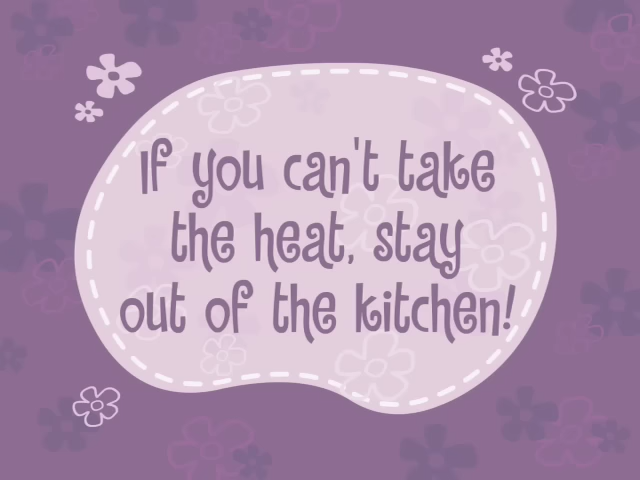 If you can't take
the heat, stay
out of the kitchen!